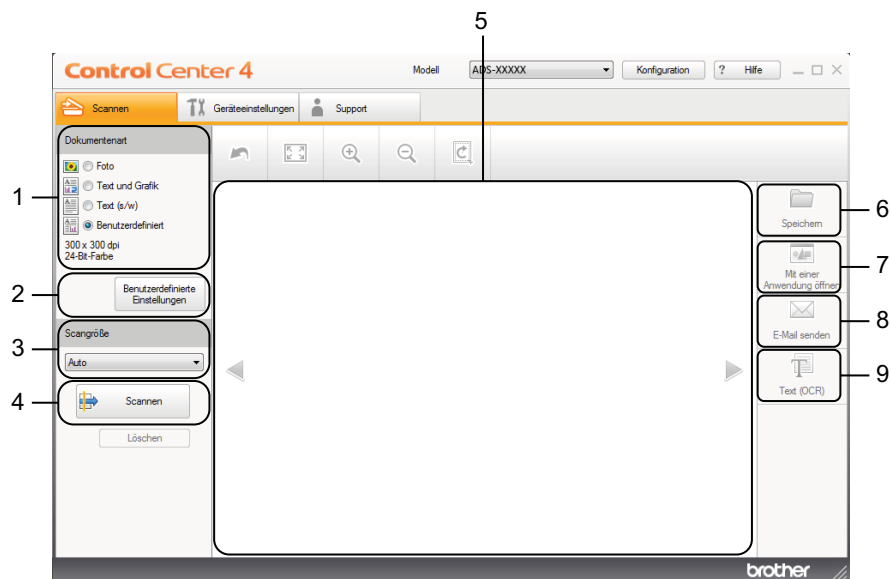 5
Control Center 4
Modell ADS-XXXXX Konfiguration ? Hilfe
Scannen Geräteeinstellungen Support
1
Dokumentenart
Foto
Text und Grafik
Text (s/w)
Benutzerdefiniert
300 x 300 dpi
24-Bit-Farbe
2
Benutzerdefinierte
Einstellungen
3
Scangröße
Auto
4
Scannen
Löschen
Speichern
6
Mit einer
Anwendung öffnen
7
E-Mail senden
8
Text (OCR)
9
brother